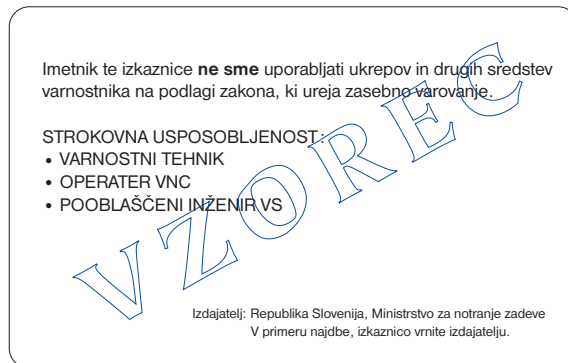 Imetnik te izkaznice ne sme uporabljati ukrepov in drugih sredstev
varnostnika na podlagi zakona, ki ureja zasebno varovanje.
STROKOVNA USPOSOBLJENOST:
• VARNOSTNI TEHNIK
• OPERATER VNC
• POOBLAŠČENI INŽENIR VS
VZOREC
Izdajatelj: Republika Slovenija, Ministrstvo za notranje zadeve
V primeru najdbe, izkaznico vrnite izdajatelju.